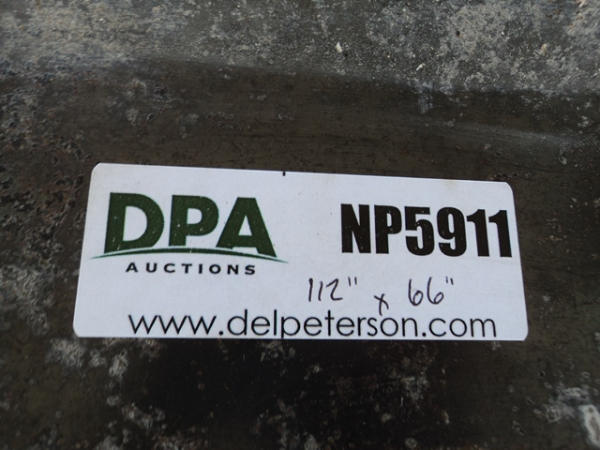 DPA
AUCTIONS
NP5911
112" x 66"
www.delpeterson.com